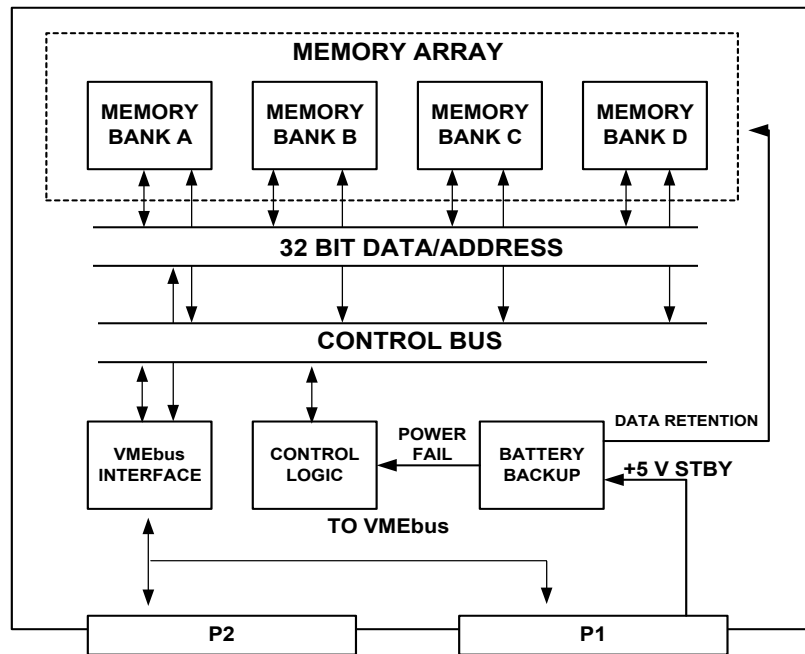 MEMORY ARRAY
MEMORY
BANK A
MEMORY
BANK B
MEMORY
BANK C
MEMORY
BANK D
32 BIT DATA/ADDRESS
CONTROL BUS
VMEbus
INTERFACE
CONTROL
LOGIC
POWER
FAIL
BATTERY
BACKUP
DATA RETENTION
+5 V STBY
TO VMEbus
P2
P1